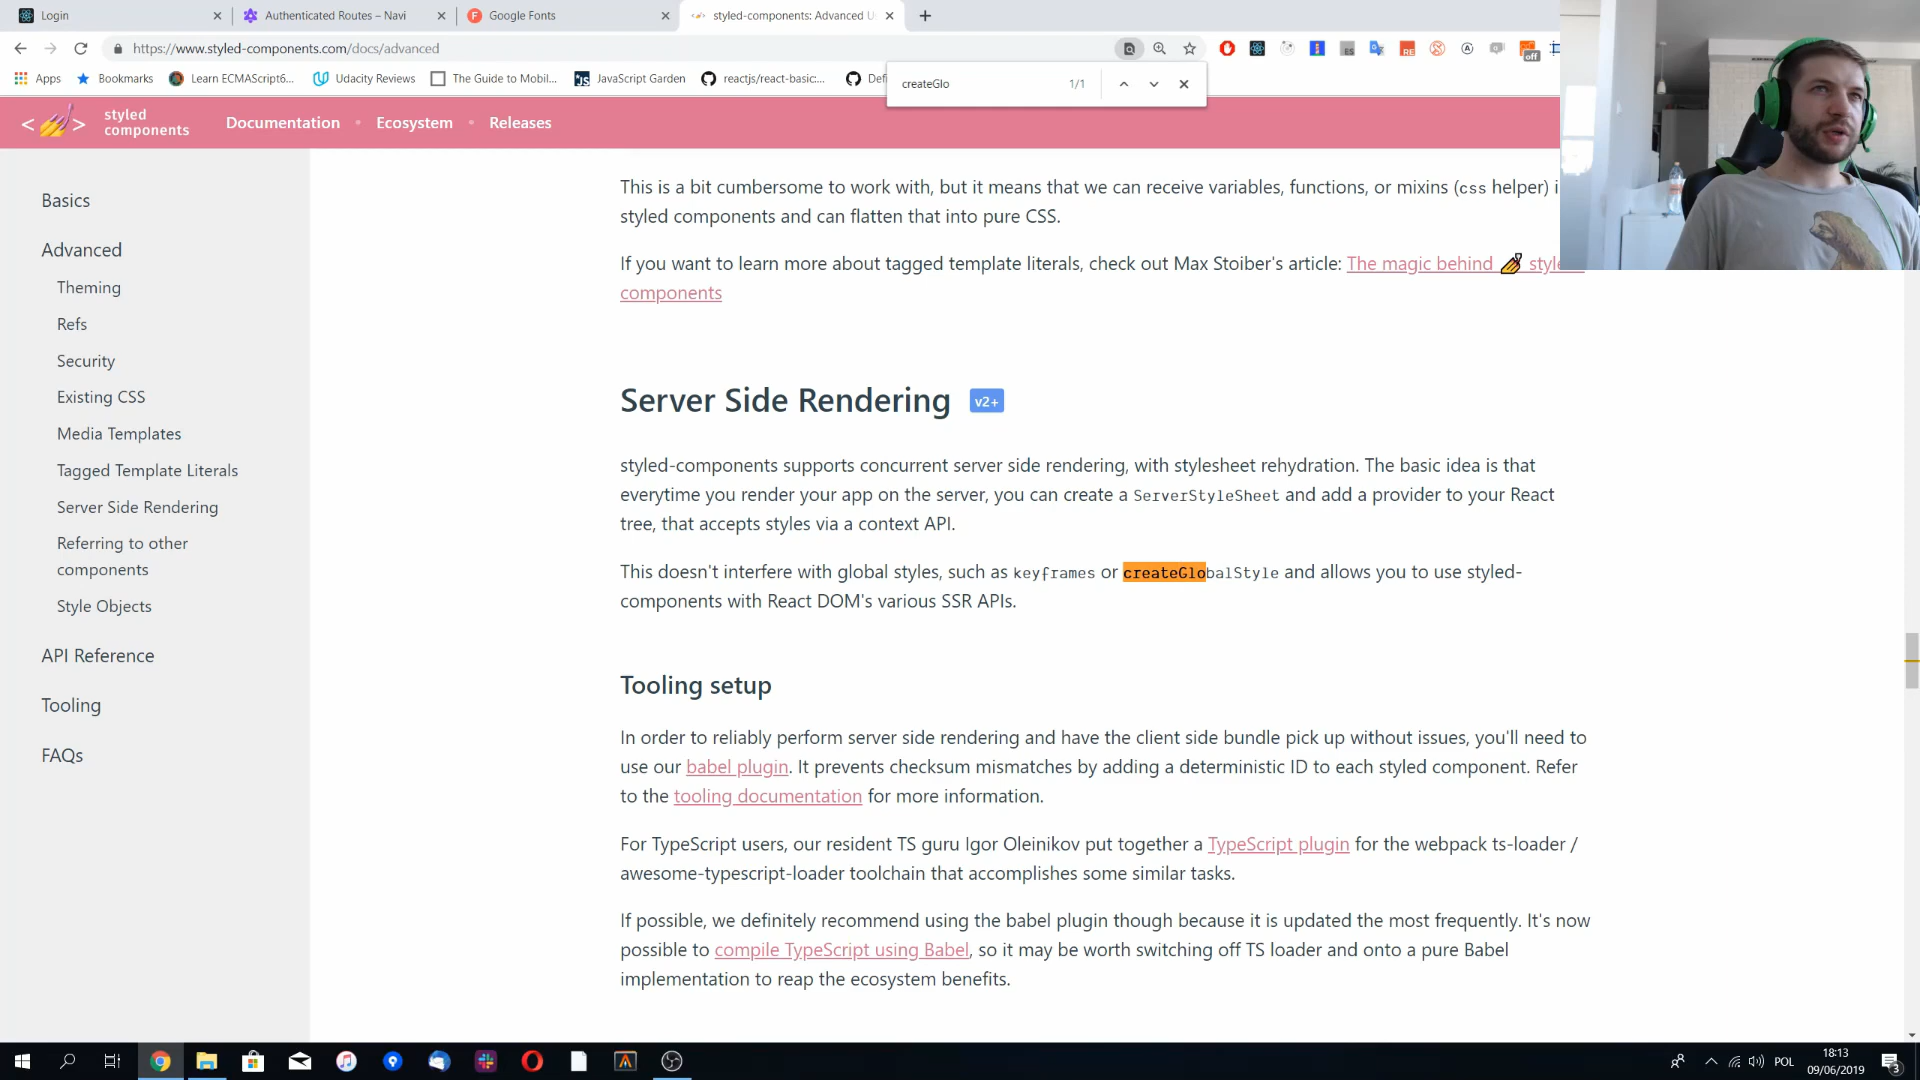 Login
Authenticated Routes ~ Navi
Google Fonts
styled-components: Advanced U
https://www.styled-components.com/docs/advanced
Apps
Bookmarks
Learn ECMAScript6...
Udacity Reviews
The Guide to Mobil...
JavaScript Garden
reactjs/react-basic:...
Def
createGlo
1/1
styled
components
Documentation
Ecosystem
Releases
Basics
Advanced
Theming
Refs
Security
Existing CSS
Media Templates
Tagged Template Literals
Server Side Rendering
Referring to other
components
Style Objects
API Reference
Tooling
FAQs
This is a bit cumbersome to work with, but it means that we can receive variables, functions, or mixins (css helper) i
styled components and can flatten that into pure CSS.
If you want to learn more about tagged template literals, check out Max Stoiber's article: The magic behind 💅 style
components
Server Side Rendering v2+
styled-components supports concurrent server side rendering, with stylesheet rehydration. The basic idea is that
everytime you render your app on the server, you can create a ServerStyleSheet and add a provider to your React
tree, that accepts styles via a context API.
This doesn't interfere with global styles, such as keyframes or createGlobalStyle and allows you to use styled-
components with React DOM's various SSR APIs.
Tooling setup
In order to reliably perform server side rendering and have the client side bundle pick up without issues, you'll need to
use our babel plugin. It prevents checksum mismatches by adding a deterministic ID to each styled component. Refer
to the tooling documentation for more information.
For TypeScript users, our resident TS guru Igor Oleinikov put together a TypeScript plugin for the webpack ts-loader /
awesome-typescript-loader toolchain that accomplishes some similar tasks.
If possible, we definitely recommend using the babel plugin though because it is updated the most frequently. It's now
possible to compile TypeScript using Babel, so it may be worth switching off TS loader and onto a pure Babel
implementation to reap the ecosystem benefits.
POL
18:13
09/06/2019
3